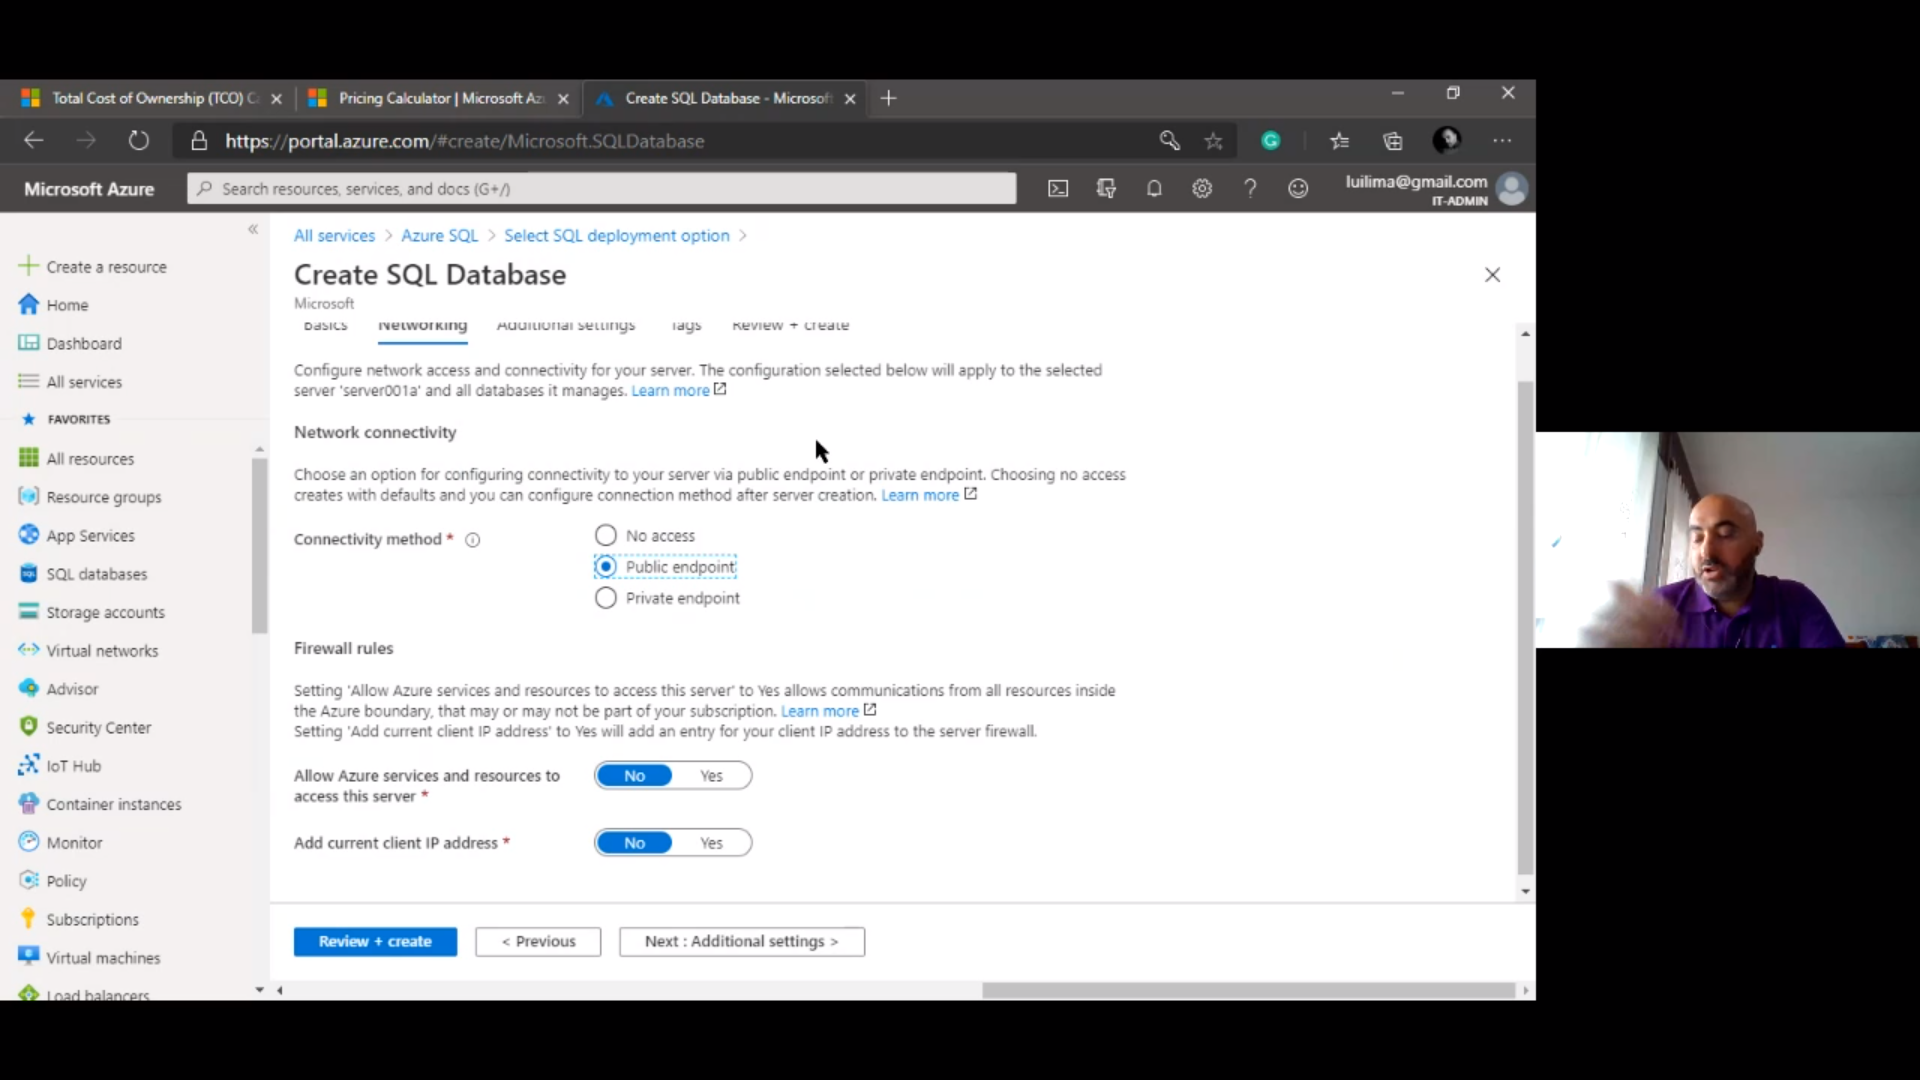 Total Cost of Ownership (TCO) C
Pricing Calculator | Microsoft Az
Create SQL Database - Microsof
https://portal.azure.com/#create/Microsoft.SQLDatabase
Microsoft Azure
Search resources, services, and docs (G+/)
luilima@gmail.com
IT-ADMIN
Create a resource
Home
Dashboard
All services
FAVORITES
All resources
Resource groups
App Services
SQL databases
Storage accounts
Virtual networks
Advisor
Security Center
IoT Hub
Container instances
Monitor
Policy
Subscriptions
Virtual machines
Load balancers
All services > Azure SQL > Select SQL deployment option >
Create SQL Database
Microsoft
Basics Networking Additional settings Tags Review + create
Configure network access and connectivity for your server. The configuration selected below will apply to the selected
server 'server001a' and all databases it manages. Learn more
Network connectivity
Choose an option for configuring connectivity to your server via public endpoint or private endpoint. Choosing no access
creates with defaults and you can configure connection method after server creation. Learn more
Connectivity method *
No access
Public endpoint
Private endpoint
Firewall rules
Setting 'Allow Azure services and resources to access this server' to Yes allows communications from all resources inside
the Azure boundary, that may or may not be part of your subscription. Learn more
Setting 'Add current client IP address' to Yes will add an entry for your client IP address to the server firewall.
Allow Azure services and resources to
access this server *
No Yes
Add current client IP address *
No Yes
Review + create
< Previous
Next : Additional settings >